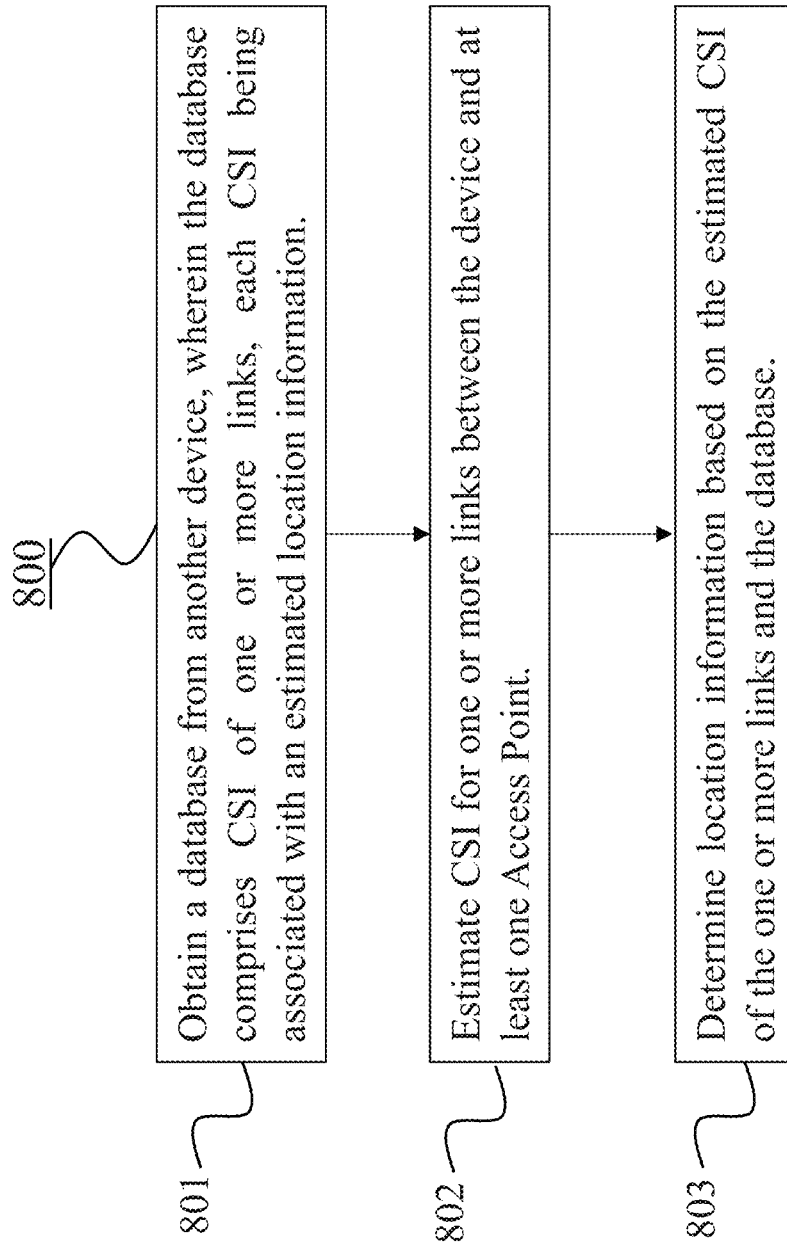 800
801
Obtain a database from another device, wherein the database
comprises CSI of one or more links, each CSI being
associated with an estimated location information.
802
Estimate CSI for one or more links between the device and at
least one Access Point.
803
Determine location information based on the estimated CSI
of the one or more links and the database.